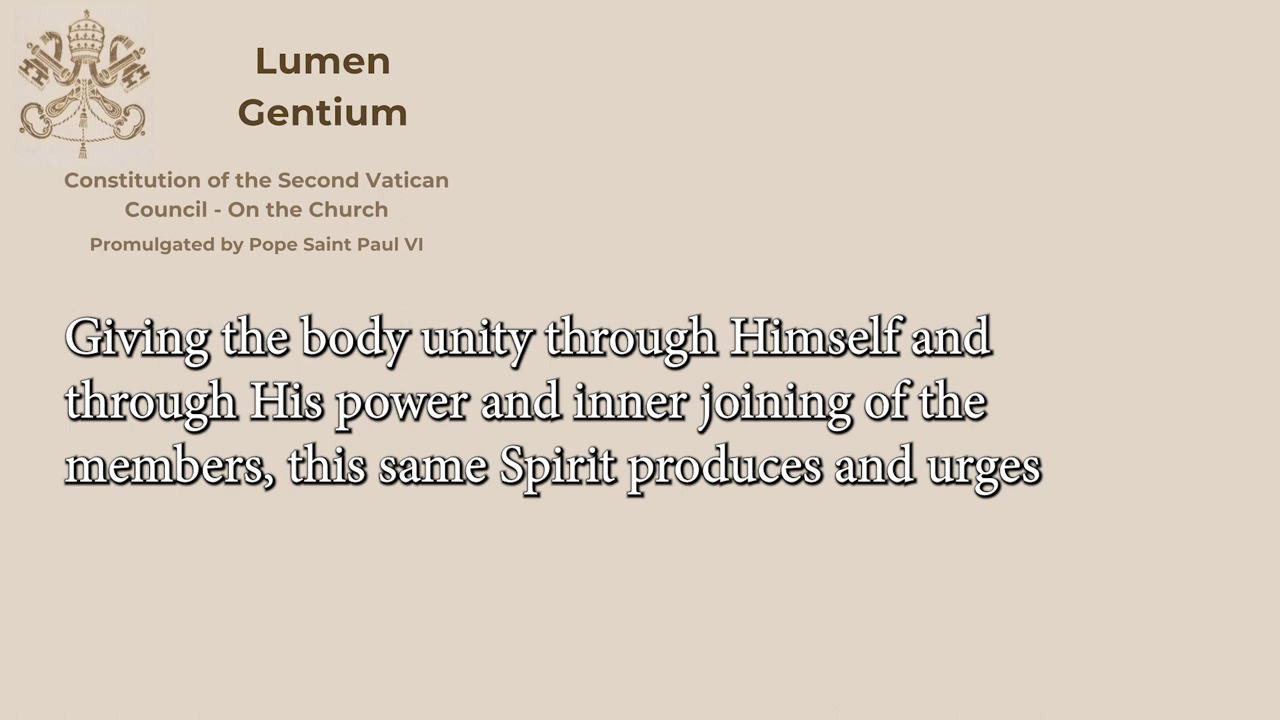 Lumen
Gentium
Constitution of the Second Vatican
Council - On the Church
Promulgated by Pope Saint Paul VI
Giving the body unity through Himself and
through His power and inner joining of the
members, this same Spirit produces and urges